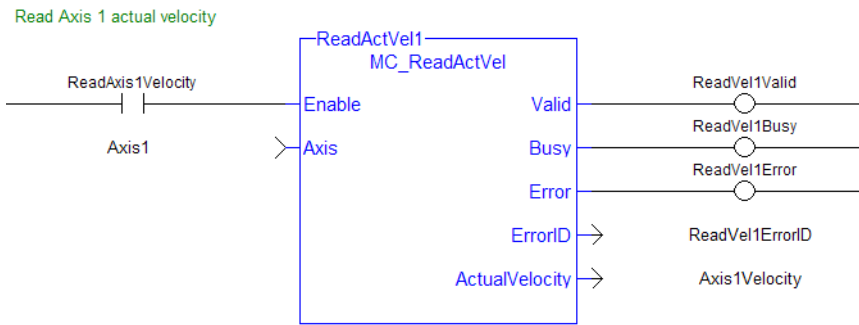 Read Axis 1 actual velocity
ReadActVel1
MC_ReadActVel
ReadAxis1Velocity
Enable
Valid
ReadVel1Valid
Axis1
Axis
Busy
ReadVel1Busy
Error
ReadVel1Error
ErrorID
ReadVel1ErrorID
ActualVelocity
Axis1Velocity